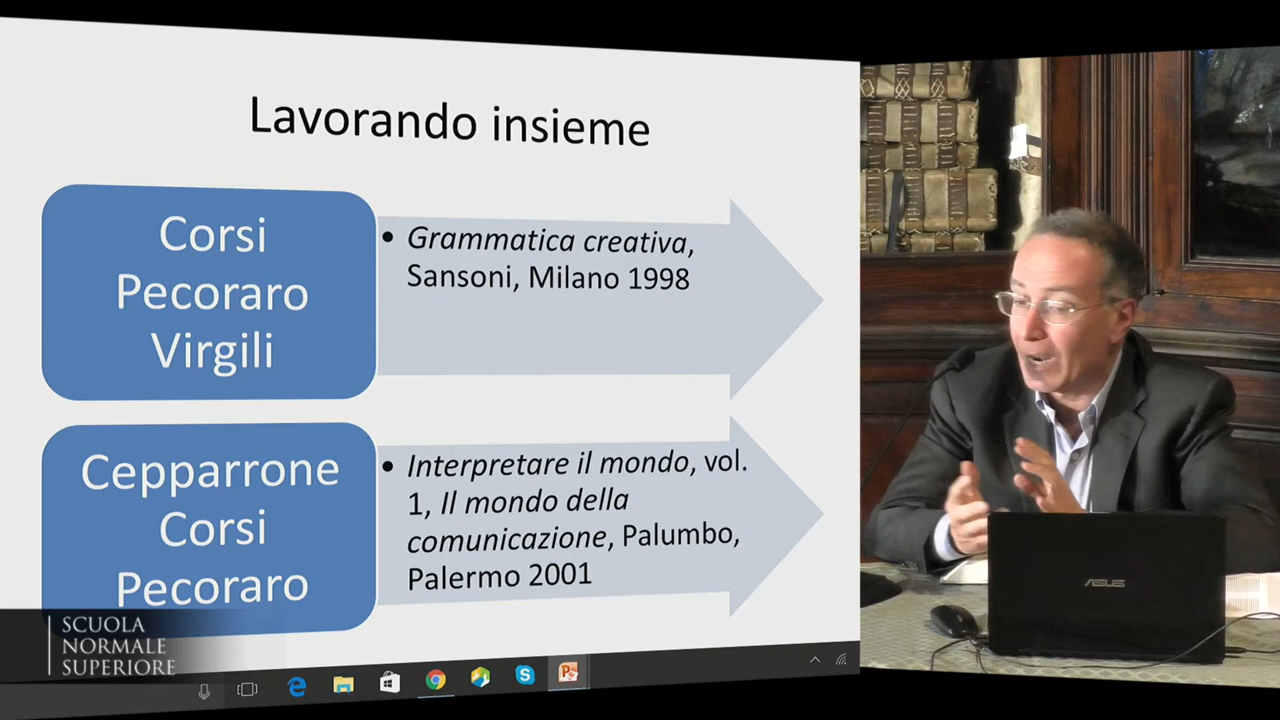 Lavorando insieme
Corsi
Pecoraro
Virgili
• Grammatica creativa,
Sansoni, Milano 1998
Cepparrone
Corsi
Pecoraro
• Interpretare il mondo, vol.
1, Il mondo della
comunicazione, Palumbo,
Palermo 2001
SCUOLA
NORMALE
SUPERIORE
ASUS